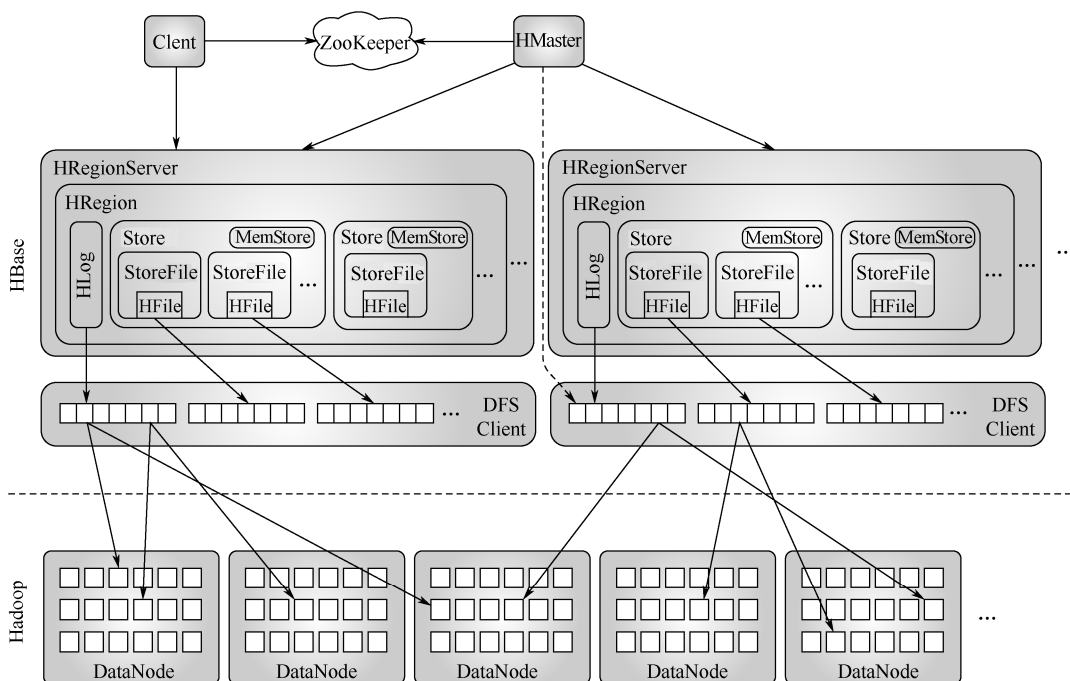 Clent
ZooKeeper
HMaster
HBase
HRegionServer
HRegionServer
HRegion
HRegion
HLog
Store
MemStore
Store
MemStore
HLog
Store
MemStore
Store
MemStore
StoreFile
StoreFile
...
StoreFile
...
...
StoreFile
StoreFile
...
StoreFile
...
...
...
HFile
HFile
HFile
HFile
HFile
HFile
... DFS
Client
... DFS
Client
Hadoop
...
DataNode
DataNode
DataNode
DataNode
DataNode